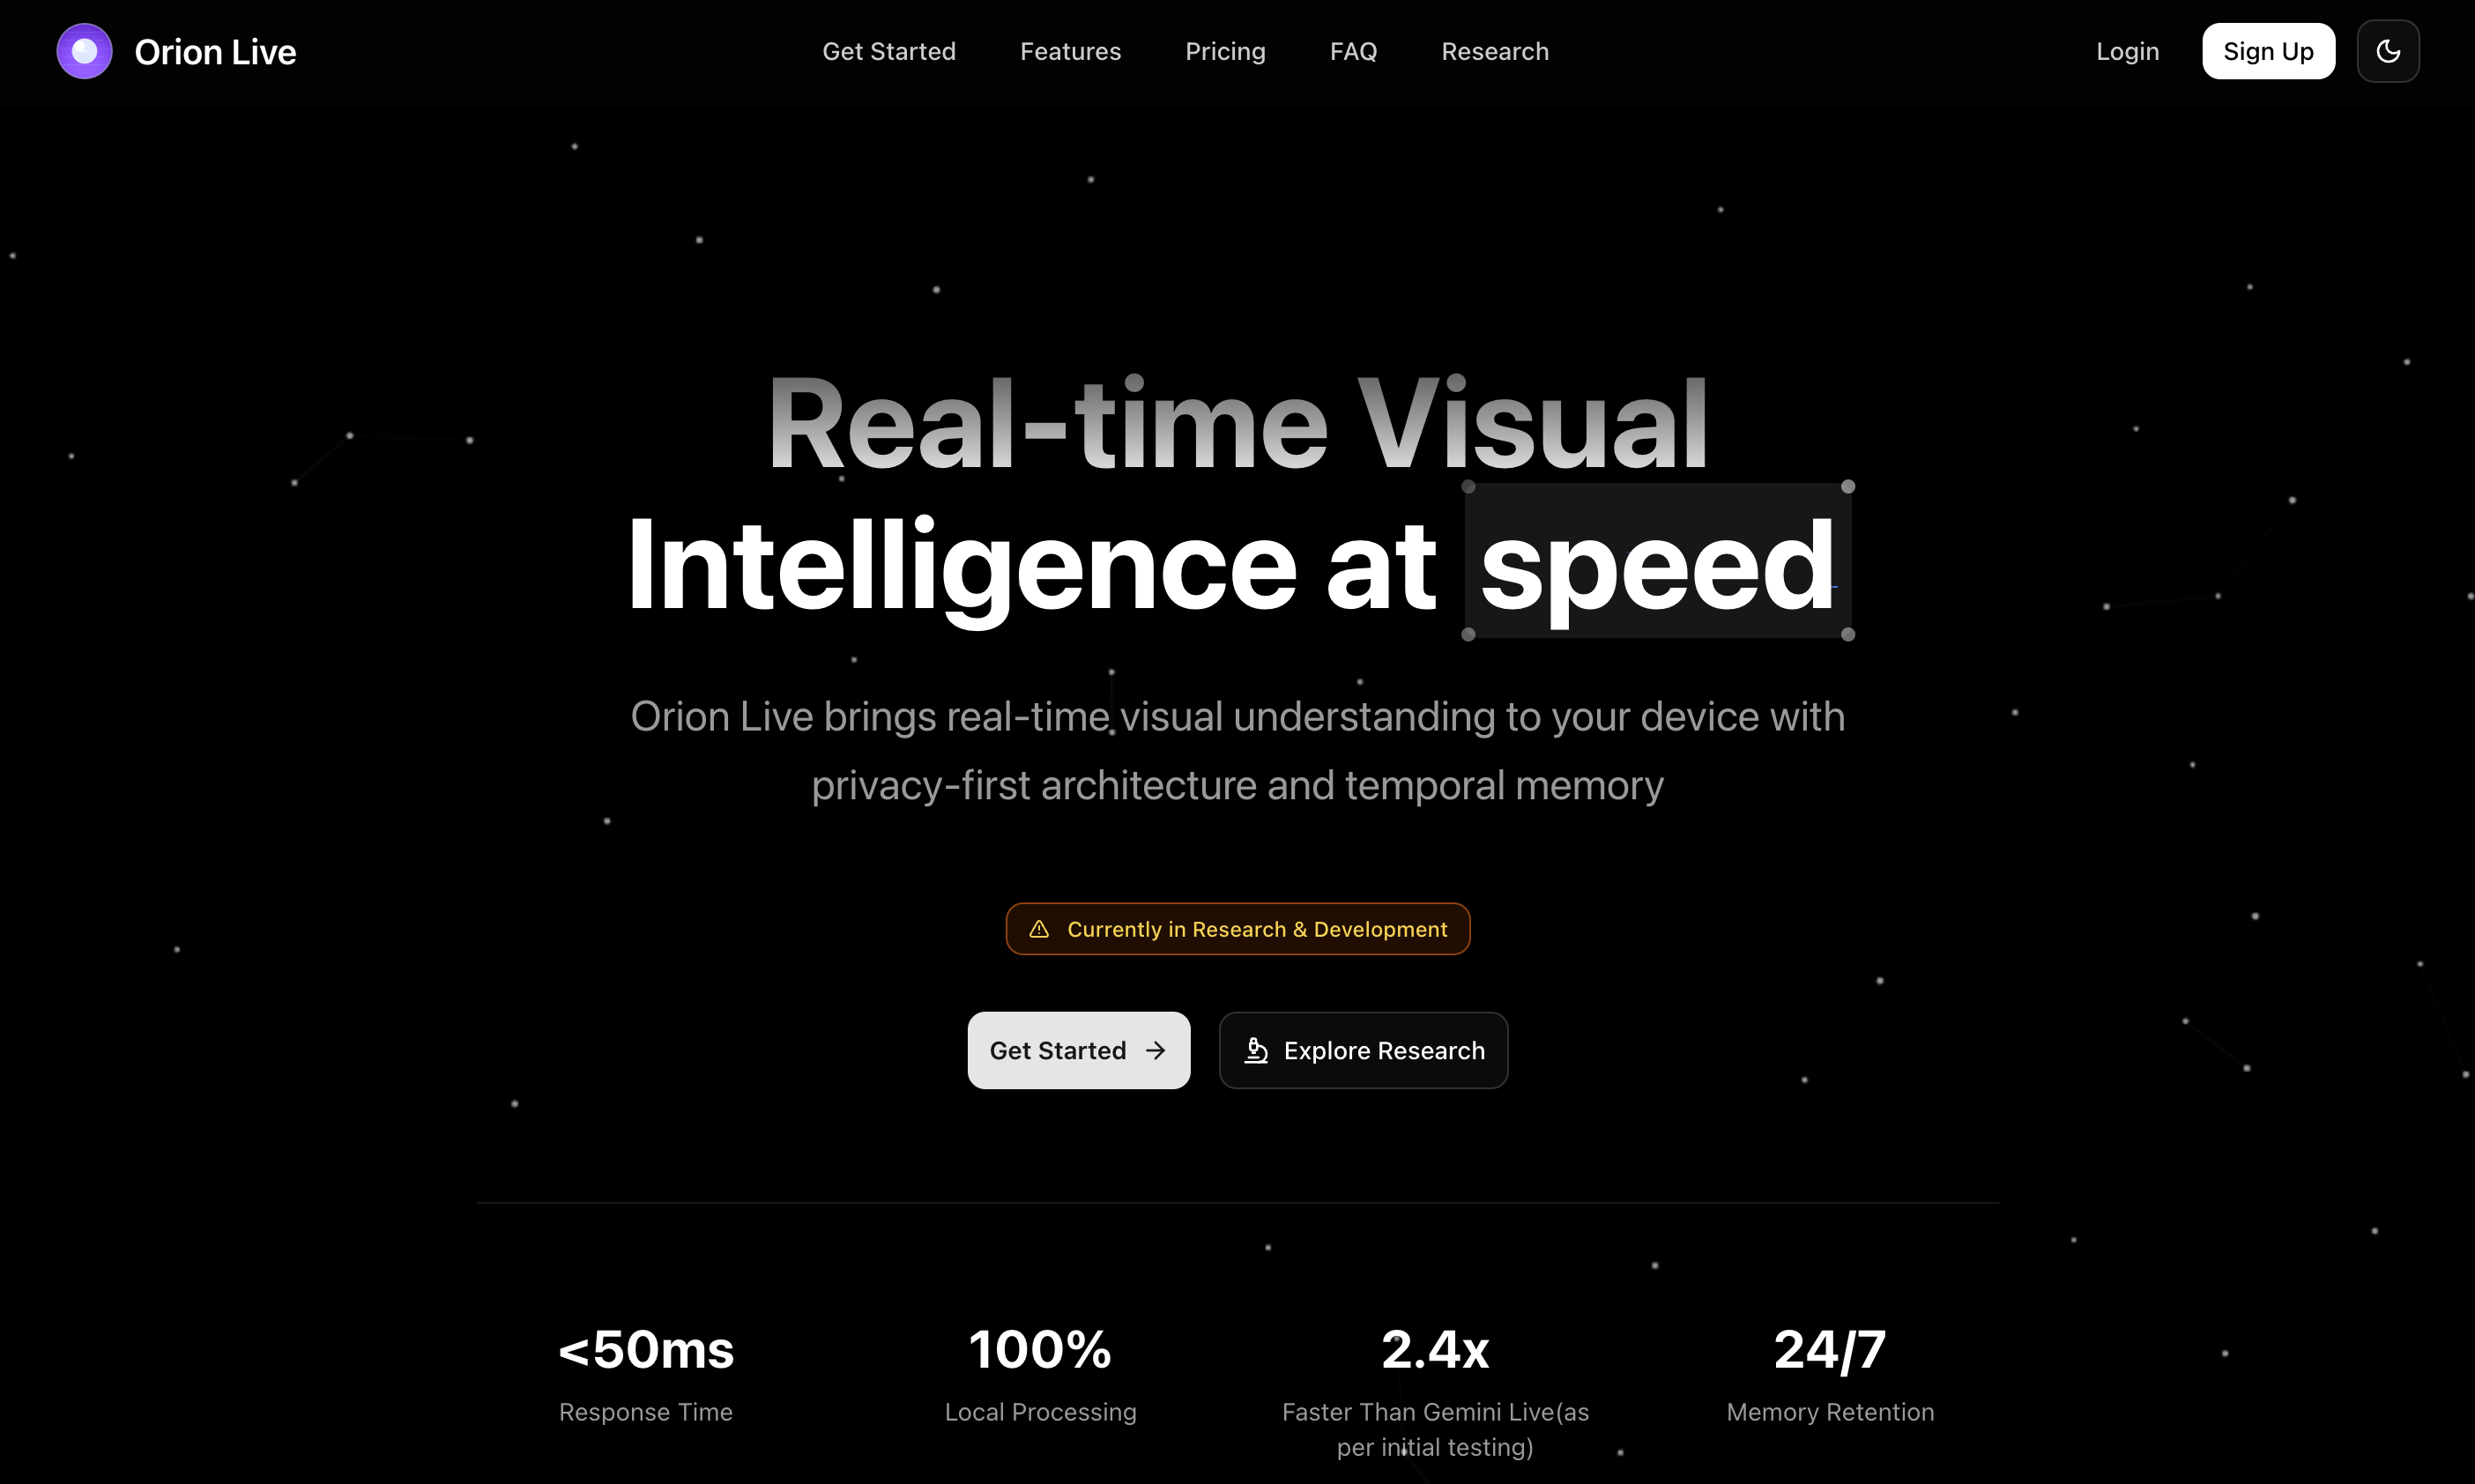 Orion Live
Get Started
Features
Pricing
FAQ
Research
Login
Sign Up
Real-time Visual
Intelligence at speed
Orion Live brings real-time visual understanding to your device with
privacy-first architecture and temporal memory
Currently in Research & Development
Get Started
Explore Research
<50ms
Response Time
100%
Local Processing
2.4x
Faster Than Gemini Live(as
per initial testing)
24/7
Memory Retention